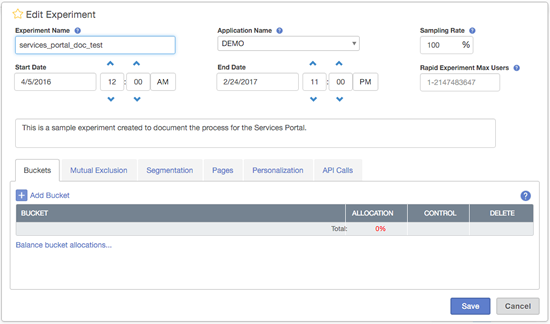 Edit Experiment
Experiment Name ? Application Name ? Sampling Rate ?
services_portal_doc_test DEMO 100 %
Start Date End Date Rapid Experiment Max Users ?
4/5/2016 12 : 00 AM 2/24/2017 11 : 00 PM 1-2147483647
This is a sample experiment created to document the process for the Services Portal.
Buckets Mutual Exclusion Segmentation Pages Personalization API Calls
+ Add Bucket ?
BUCKET ALLOCATION CONTROL DELETE
Total: 0%
Balance bucket allocations...
Save Cancel